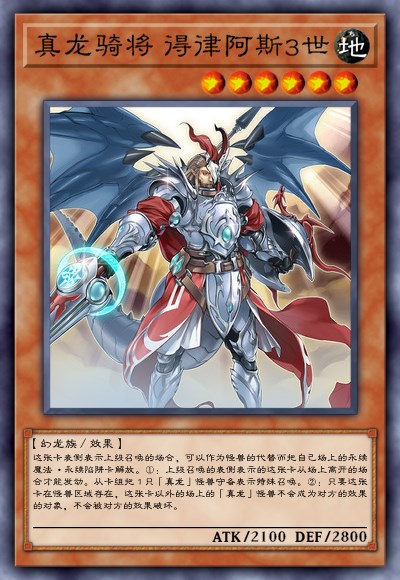 真龙骑将 得律阿斯3世
地
【幻龙族／效果】
这张卡表侧表示上级召唤的场合，可以作为怪兽的代替而把自己场上的永续
魔法·永续陷阱卡解放。①：上级召唤的表侧表示的这张卡从场上离开的场
合才能发动。从卡组把1只「真龙」怪兽守备表示特殊召唤。②：只要这张
卡在怪兽区域存在，这张卡以外的场上的「真龙」怪兽不会成为对方的效果
的对象，不会被对方的效果破坏。
ATK/2100 DEF/2800